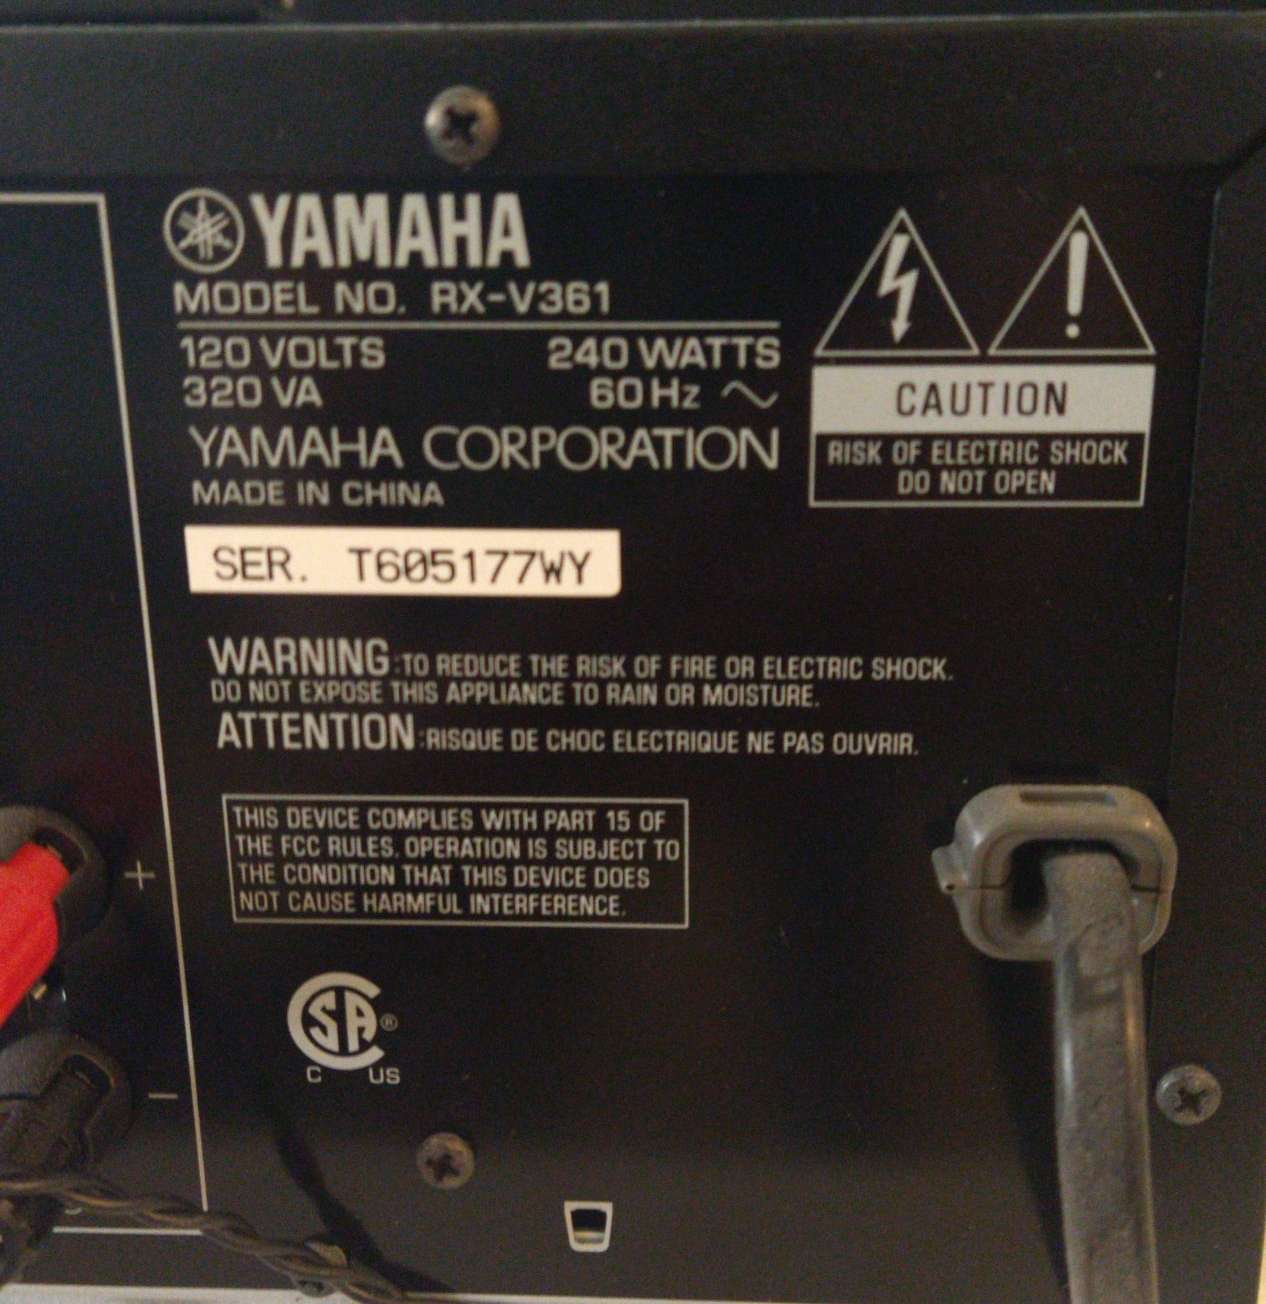 YAMAHA
MODEL NO. RX-V361
120 VOLTS 240 WATTS
320 VA 60 Hz
YAMAHA CORPORATION
MADE IN CHINA
SER. T605177WY
CAUTION
RISK OF ELECTRIC SHOCK
DO NOT OPEN
WARNING :TO REDUCE THE RISK OF FIRE OR ELECTRIC SHOCK.
DO NOT EXPOSE THIS APPLIANCE TO RAIN OR MOISTURE.
ATTENTION :RISQUE DE CHOC ELECTRIQUE NE PAS OUVRIR.
THIS DEVICE COMPLIES WITH PART 15 OF
THE FCC RULES. OPERATION IS SUBJECT TO
THE CONDITION THAT THIS DEVICE DOES
NOT CAUSE HARMFUL INTERFERENCE.
+
CSA ®
C US
−